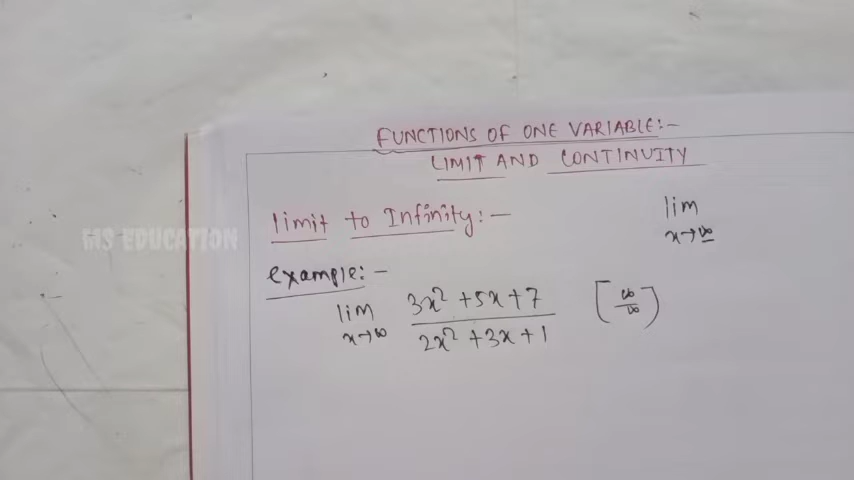 FUNCTIONS OF ONE VARIABLE:-
LIMIT AND CONTINUITY
limit to Infinity:-
lim
x→∞
MS EDUCATION
example:-
lim x→∞ 3x² +5x+7 / 2x² +3x+1 [∞/∞]